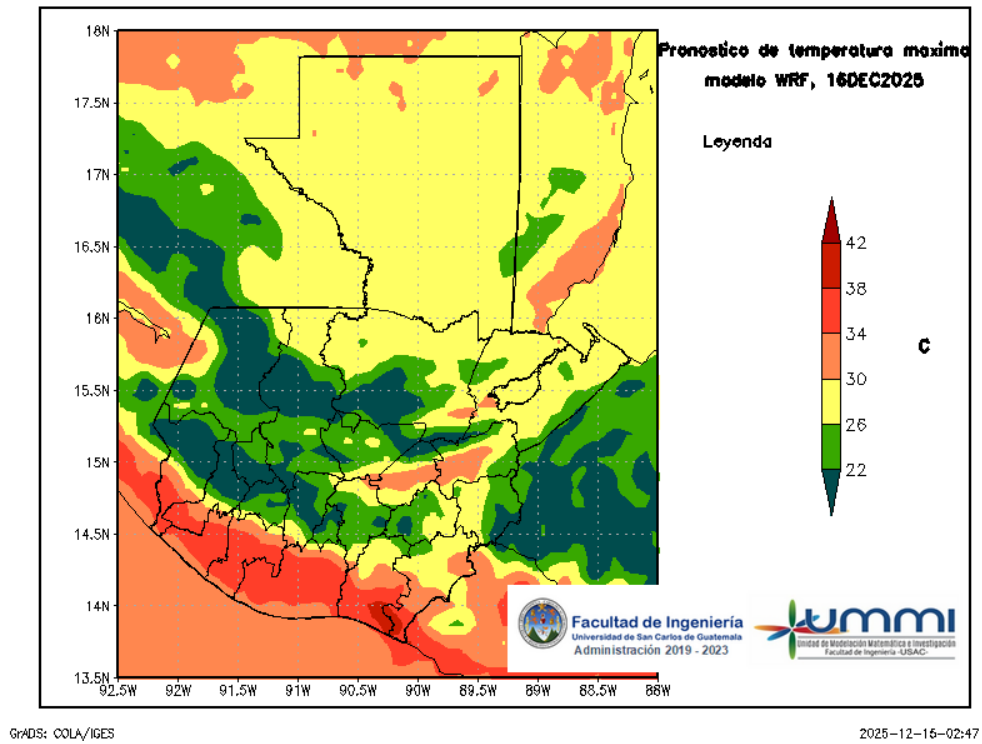 Pronostico de temperatura maxima
modelo WRF, 16DEC2025
Leyenda
18N
17.5N
17N
16.5N
16N
15.5N
15N
14.5N
14N
13.5N
92.5W 92W 91.5W 91W 90.5W 90W 89.5W 89W 88.5W 88W
42
38
34
30
26
22
C
Facultad de Ingeniería
Universidad de San Carlos de Guatemala
Administración 2019 - 2023
ummi
Unidad de Modelación Matemática e Investigación
Facultad de Ingeniería -USAC-
GrADS: COLA/IGES
2025-12-15-02:47